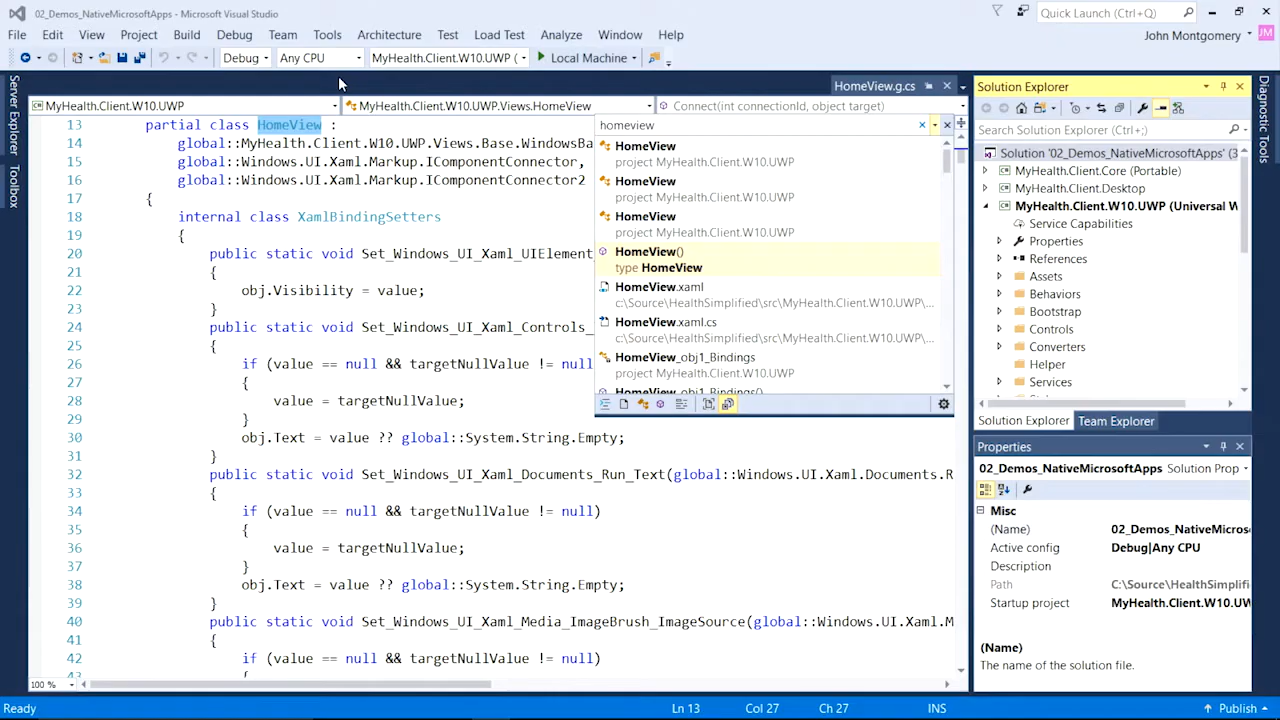 02_Demos_NativeMicrosoftApps - Microsoft Visual Studio
Quick Launch (Ctrl+Q)
File Edit View Project Build Debug Team Tools Architecture Test Load Test Analyze Window Help
John Montgomery
JM
Debug Any CPU MyHealth.Client.W10.UWP ( Local Machine
Server Explorer
Toolbox
HomeView.g.cs
MyHealth.Client.W10.UWP
MyHealth.Client.W10.UWP.Views.HomeView
Connect(int connectionId, object target)
13 partial class HomeView :
14 global::MyHealth.Client.W10.UWP.Views.Base.WindowsBa
15 global::Windows.UI.Xaml.Markup.IComponentConnector,
16 global::Windows.UI.Xaml.Markup.IComponentConnector2
17 {
18 internal class XamlBindingSetters
19 {
20 public static void Set_Windows_UI_Xaml_UIElement_
21 {
22 obj.Visibility = value;
23 }
24 public static void Set_Windows_UI_Xaml_Controls_
25 {
26 if (value == null && targetNullValue != null)
27 {
28 value = targetNullValue;
29 }
30 obj.Text = value ?? global::System.String.Empty;
31 }
32 public static void Set_Windows_UI_Xaml_Documents_Run_Text(global::Windows.UI.Xaml.Documents.R
33 {
34 if (value == null && targetNullValue != null)
35 {
36 value = targetNullValue;
37 }
38 obj.Text = value ?? global::System.String.Empty;
39 }
40 public static void Set_Windows_UI_Xaml_Media_ImageBrush_ImageSource(global::Windows.UI.Xaml.M
41 {
42 if (value == null && targetNullValue != null)
43 {
homeview
HomeView
project MyHealth.Client.W10.UWP
HomeView
project MyHealth.Client.W10.UWP
HomeView
project MyHealth.Client.W10.UWP
HomeView()
type HomeView
HomeView.xaml
c:\Source\HealthSimplified\src\MyHealth.Client.W10.UWP\...
HomeView.xaml.cs
c:\Source\HealthSimplified\src\MyHealth.Client.W10.UWP\...
HomeView_obj1_Bindings
project MyHealth.Client.W10.UWP
HomeView_obj1_Bindings()
100 %
Solution Explorer
Search Solution Explorer (Ctrl+;)
Solution '02_Demos_NativeMicrosoftApps' (3
MyHealth.Client.Core (Portable)
MyHealth.Client.Desktop
MyHealth.Client.W10.UWP (Universal W
Service Capabilities
Properties
References
Assets
Behaviors
Bootstrap
Controls
Converters
Helper
Services
Solution Explorer Team Explorer
Properties
02_Demos_NativeMicrosoftApps Solution Prop
Misc
(Name) 02_Demos_NativeMicros
Active config Debug|Any CPU
Description
Path C:\Source\HealthSimplifi
Startup project MyHealth.Client.W10.UW
(Name)
The name of the solution file.
Diagnostic Tools
Ready Ln 13 Col 27 Ch 27 INS Publish